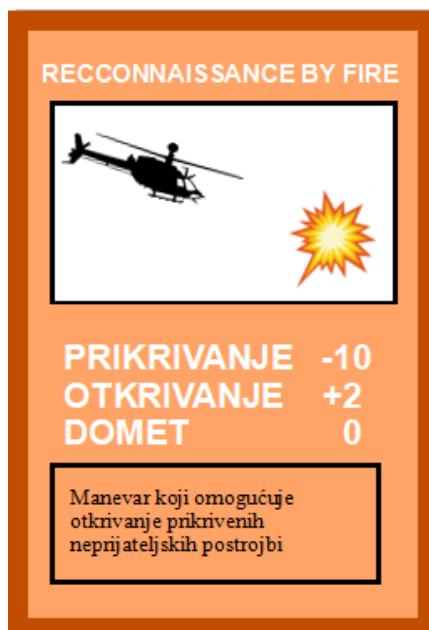 RECCONNAISSANCE BY FIRE
PRIKRIVANJE -10
OTKRIVANJE +2
DOMET 0
Manevar koji omogućuje
otkrivanje prikrivenih
neprijateljskih postrojbi